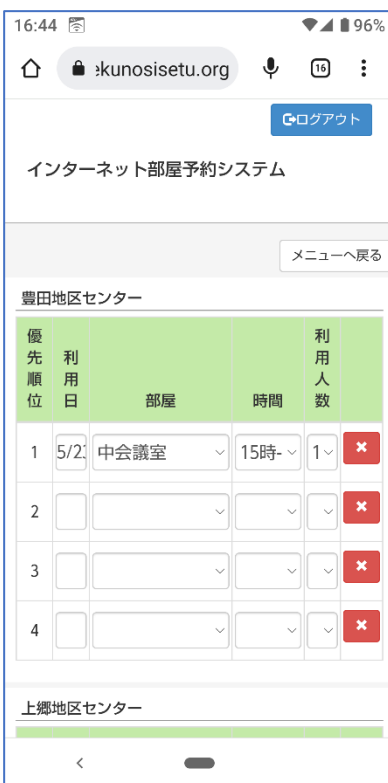 16:44 96%
ekunosisetu.org 16
ログアウト
インターネット部屋予約システム
メニューへ戻る
豊田地区センター
優先順位 利用日 部屋 時間 利用人数
1 5/2 中会議室 15時- 1
2
3
4
上郷地区センター